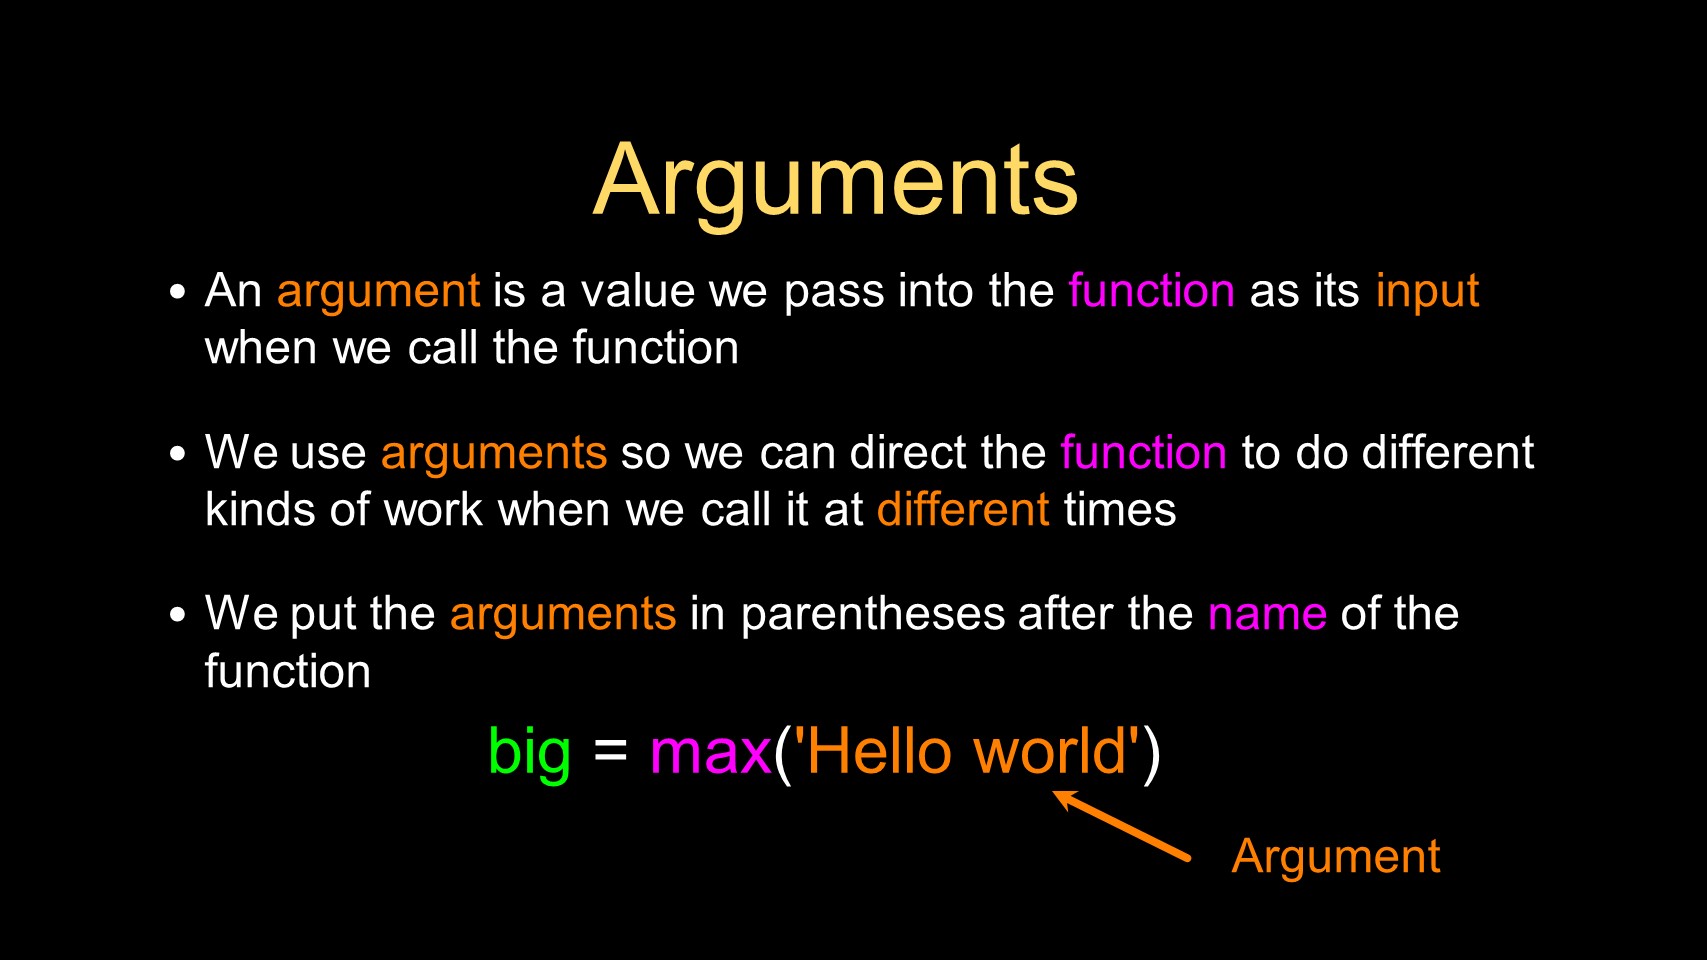 Arguments
• An argument is a value we pass into the function as its input
when we call the function
• We use arguments so we can direct the function to do different
kinds of work when we call it at different times
• We put the arguments in parentheses after the name of the
function
big = max('Hello world')
Argument